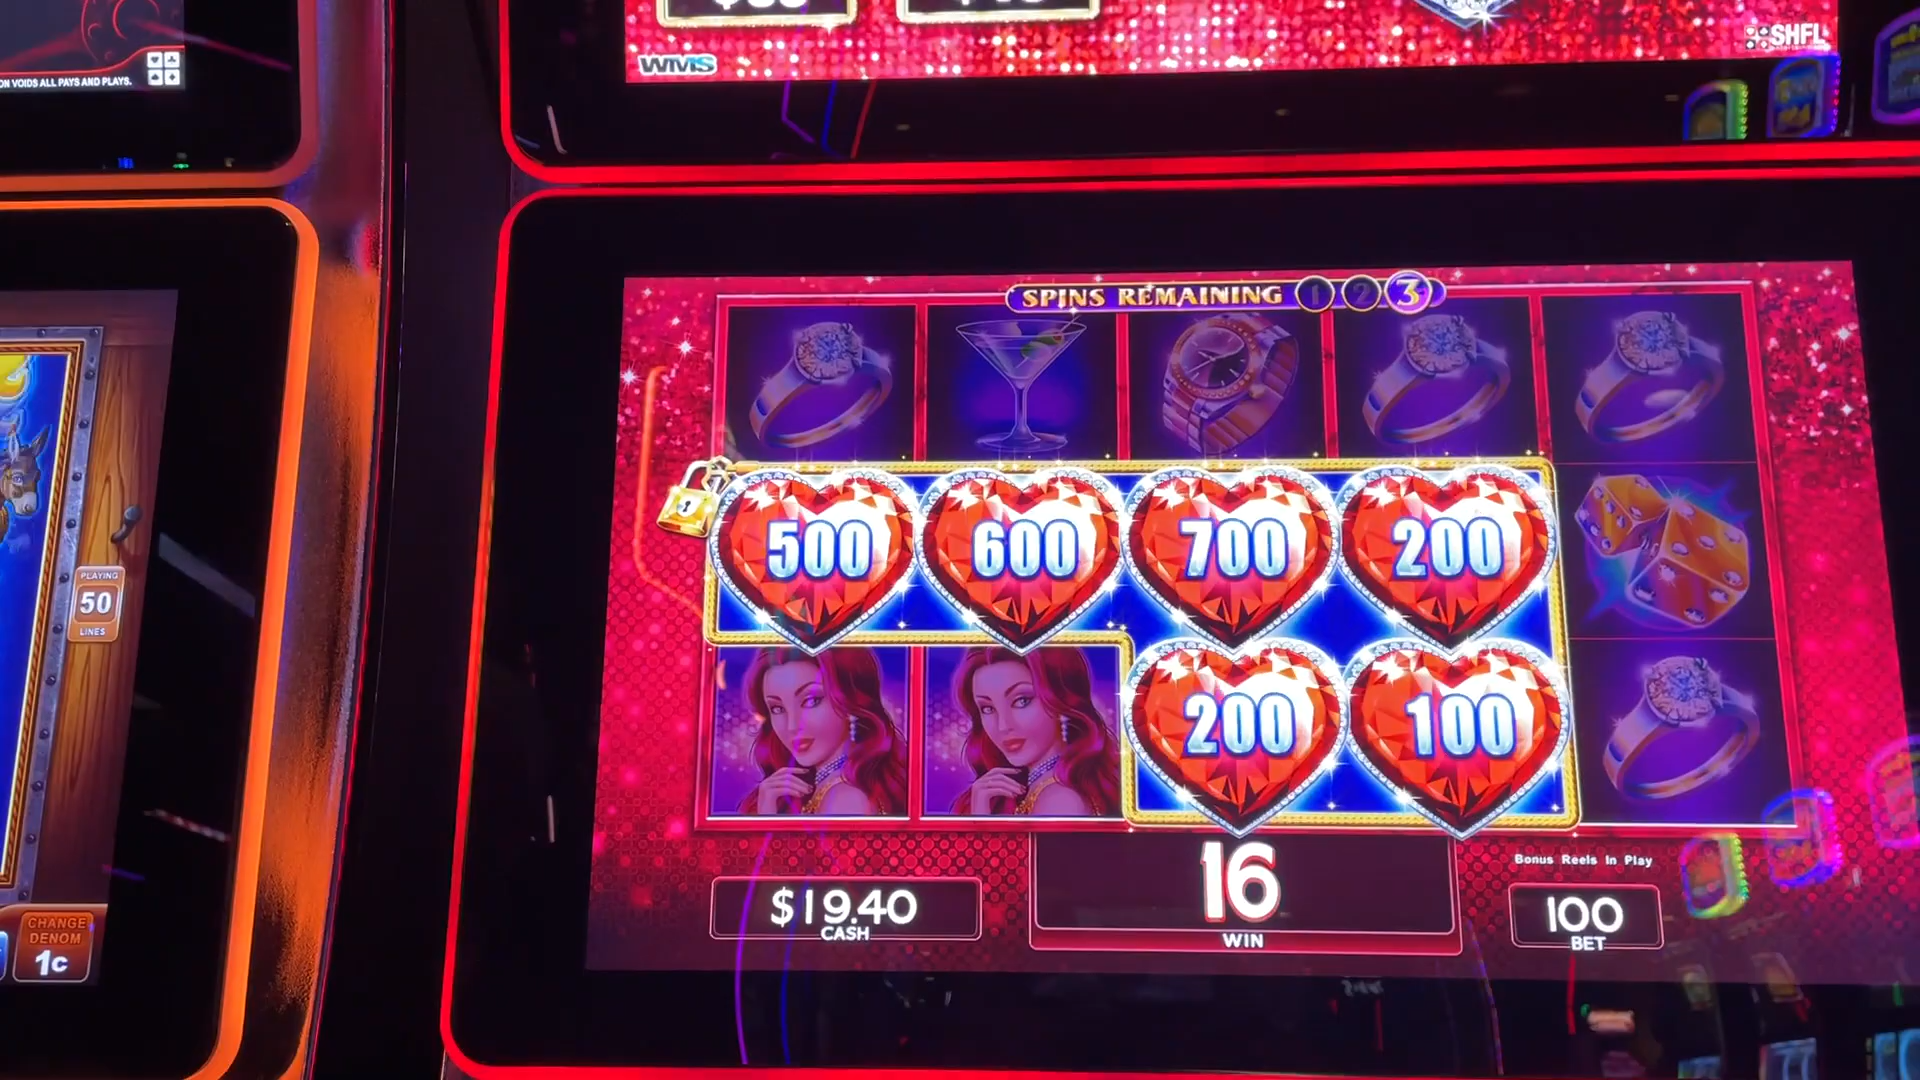 WMS
SHFL
ON VOIDS ALL PAYS AND PLAYS.
SPINS REMAINING 1 2 3
500 600 700 200
200 100
PLAYING
50
LINES
16
WIN
$19.40
CASH
Bonus Reels In Play
100
BET
CHANGE
DENOM
1c